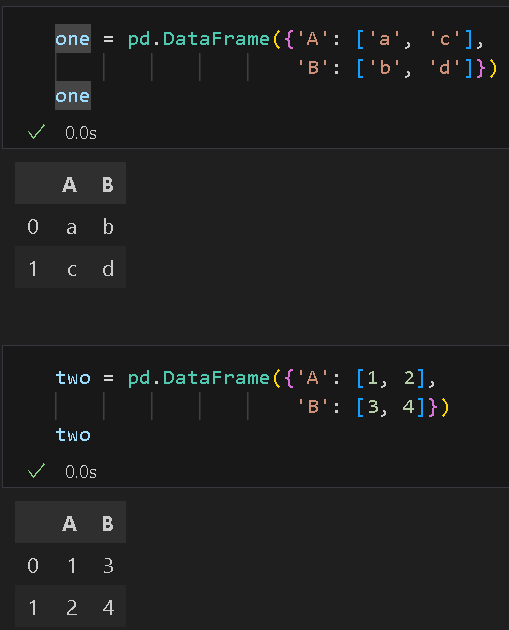 one = pd.DataFrame({'A': ['a', 'c'],
'B': ['b', 'd']})
one
✓ 0.0s
A B
0 a b
1 c d
two = pd.DataFrame({'A': [1, 2],
'B': [3, 4]})
two
✓ 0.0s
A B
0 1 3
1 2 4